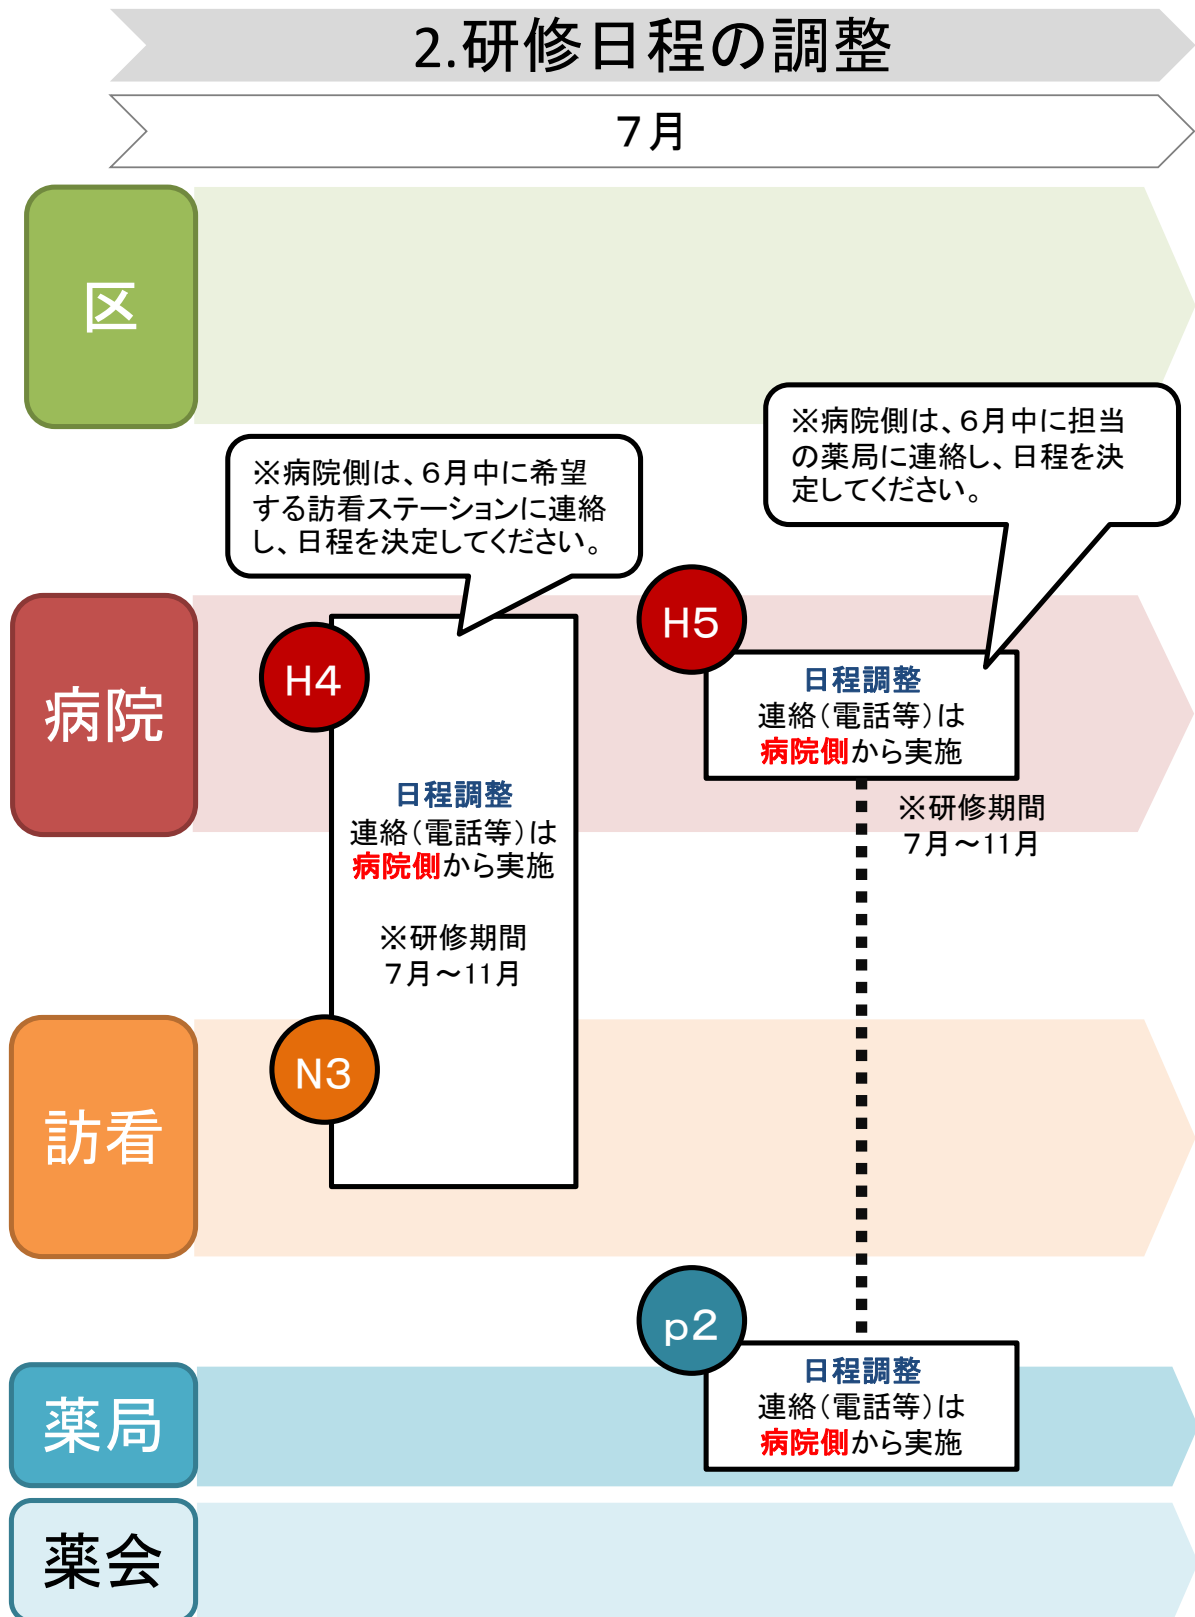 2.研修日程の調整
７月
区
※病院側は、６月中に担当
の薬局に連絡し、日程を決
定してください。
※病院側は、６月中に希望
する訪看ステーションに連絡
し、日程を決定してください。
病院
H4
H5
日程調整
連絡（電話等）は
病院側から実施
※研修期間
７月～11月
日程調整
連絡（電話等）は
病院側から実施
※研修期間
７月～11月
訪看
N3
薬局
p2
日程調整
連絡（電話等）は
病院側から実施
薬会